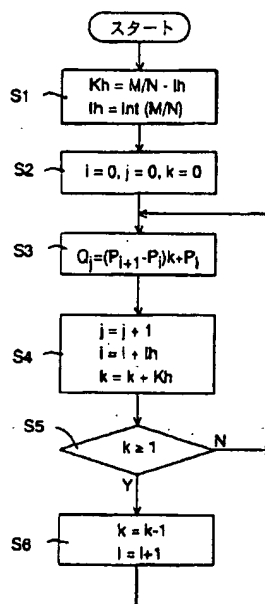 スタート
S1
Kh = M/N - Ih
Ih = Int (M/N)
S2
i = 0, j = 0, k = 0
S3
Qj=(Pi+1-Pi)k+Pi
S4
j = j + 1
i = i + Ih
k = k + Kh
S5
k ≥ 1
N
Y
S6
k = k-1
i = i+1